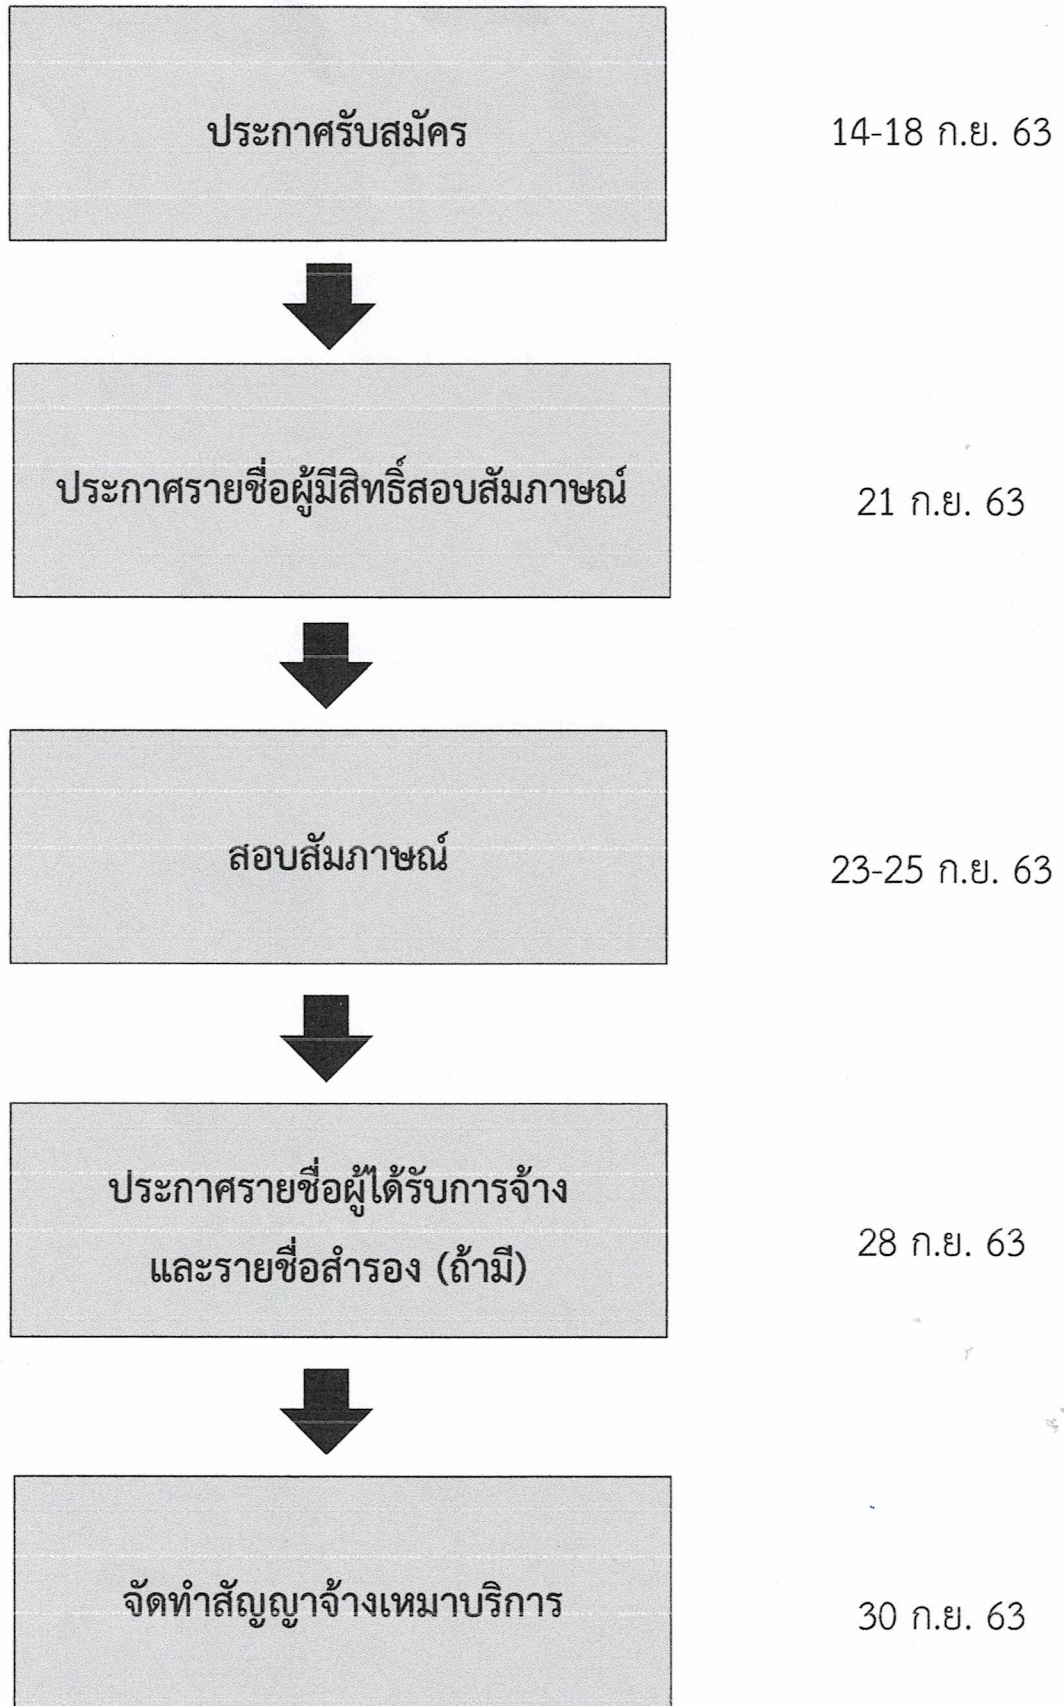 ประกาศรับสมัคร
14-18 ก.ย. 63
ประกาศรายชื่อผู้มีสิทธิ์สอบสัมภาษณ์
21 ก.ย. 63
สอบสัมภาษณ์
23-25 ก.ย. 63
ประกาศรายชื่อผู้ได้รับการจ้าง
และรายชื่อสำรอง (ถ้ามี)
28 ก.ย. 63
จัดทำสัญญาจ้างเหมาบริการ
30 ก.ย. 63